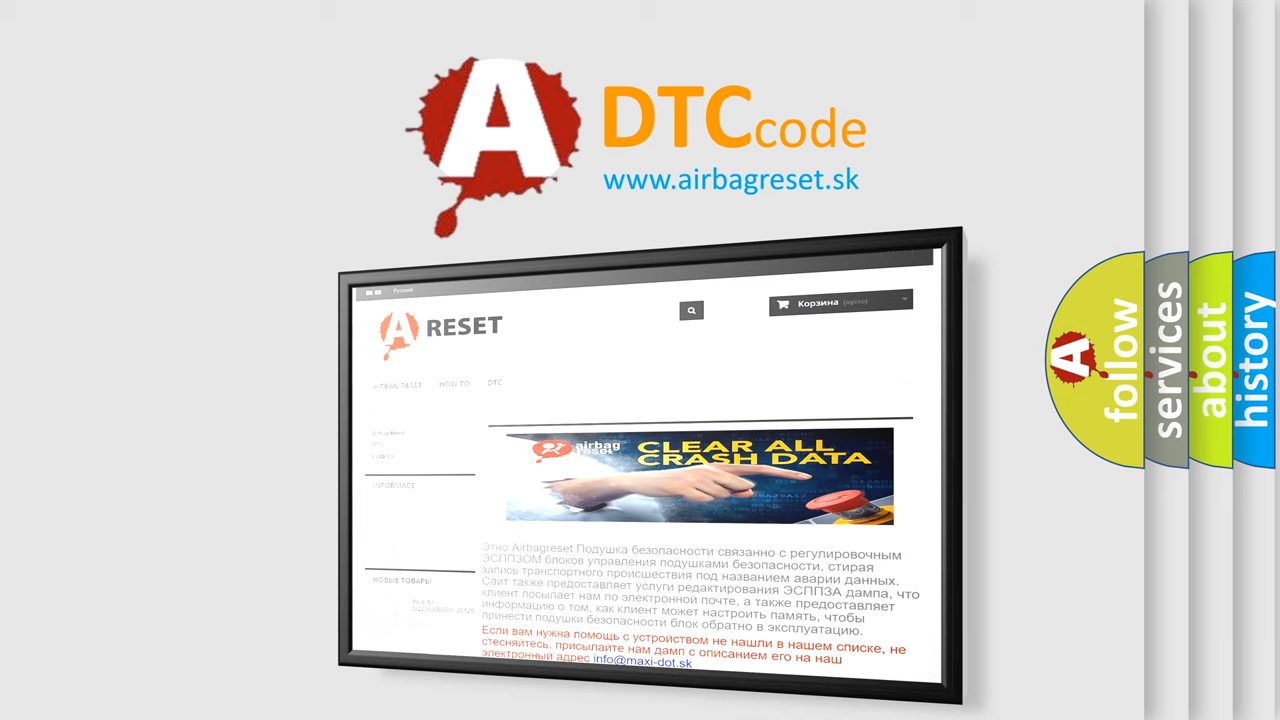 A DTCcode
www.airbagreset.sk
Русский
A RESET
Корзина (пусто)
AIRBAG RESET HOW TO DTC
INFORMACE
НОВЫЕ ТОВАРЫ
airbag
reset
CLEAR ALL
CRASH DATA
Этно Airbagreset Подушка безопасности связанно с регулировочным
ЭСППЗОМ блоков управления подушками безопасности, стирая
запись транспортного происшествия под названием аварии данных.
Сайт также предоставляет услуги редактирования ЭСППЗА дампа, что
клиент посылает нам по электронной почте, а также предоставляет
информацию о том, как клиент может настроить память, чтобы
принести подушки безопасности блок обратно в эксплуатацию.
Если вам нужна помощь с устройством не нашли в нашем списке, не
стесняйтесь, присылайте нам дамп с описанием его на наш
электронный адрес info@maxi-dot.sk
A
follow
services
about
history